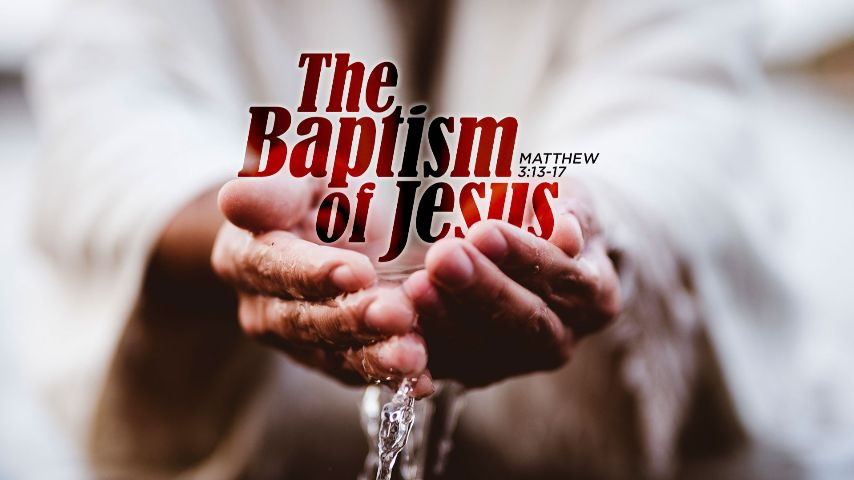 The
Baptism
of Jesus
MATTHEW
3:13-17